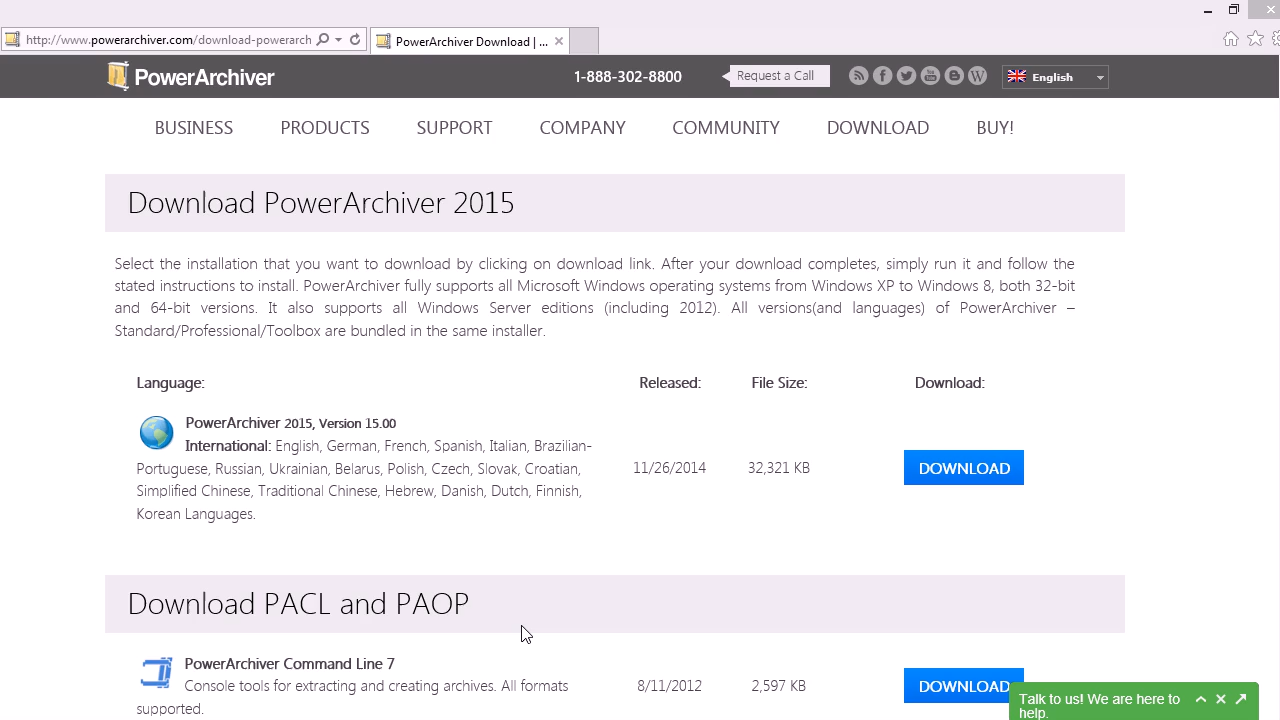 http://www.powerarchiver.com/download-powerarch
PowerArchiver Download | ...
PowerArchiver
1-888-302-8800
Request a Call
English
BUSINESS PRODUCTS SUPPORT COMPANY COMMUNITY DOWNLOAD BUY!
Download PowerArchiver 2015
Select the installation that you want to download by clicking on download link. After your download completes, simply run it and follow the
stated instructions to install. PowerArchiver fully supports all Microsoft Windows operating systems from Windows XP to Windows 8, both 32-bit
and 64-bit versions. It also supports all Windows Server editions (including 2012). All versions(and languages) of PowerArchiver –
Standard/Professional/Toolbox are bundled in the same installer.
Language: Released: File Size: Download:
PowerArchiver 2015, Version 15.00
International: English, German, French, Spanish, Italian, Brazilian-
Portuguese, Russian, Ukrainian, Belarus, Polish, Czech, Slovak, Croatian,
Simplified Chinese, Traditional Chinese, Hebrew, Danish, Dutch, Finnish,
Korean Languages.
11/26/2014
32,321 KB
DOWNLOAD
Download PACL and PAOP
PowerArchiver Command Line 7
Console tools for extracting and creating archives. All formats
supported.
8/11/2012
2,597 KB
DOWNLOAD
Talk to us! We are here to
help.